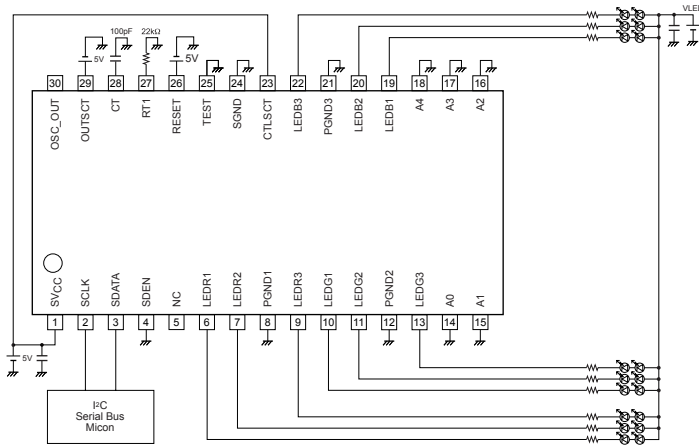 100pF 22kΩ
5V
5V
VLED
30 29 28 27 26 25 24 23 22 21 20 19 18 17 16
OSC_OUT
OUTSCT
CT
RT1
RESET
TEST
SGND
CTLSCT
LEDB3
PGND3
LEDB2
LEDB1
A4
A3
A2
SVCC
SCLK
SDATA
SDEN
NC
LEDR1
LEDR2
PGND1
LEDR3
LEDG1
LEDG2
PGND2
LEDG3
A0
A1
1 2 3 4 5 6 7 8 9 10 11 12 13 14 15
5V
I²C
Serial Bus
Micon